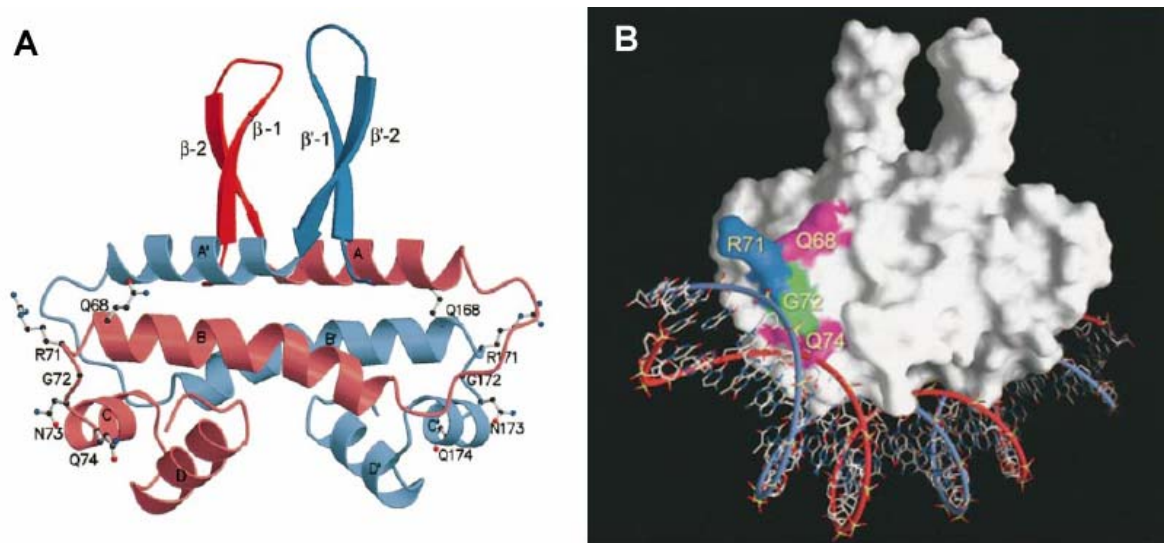 A
β-2
β-1
β'-1
β'-2
A'
A
Q68
Q168
R71
B
B'
R171
G72
G172
N73
C
C'
N173
Q74
Q174
D
D'
B
R71
Q68
G72
Q74